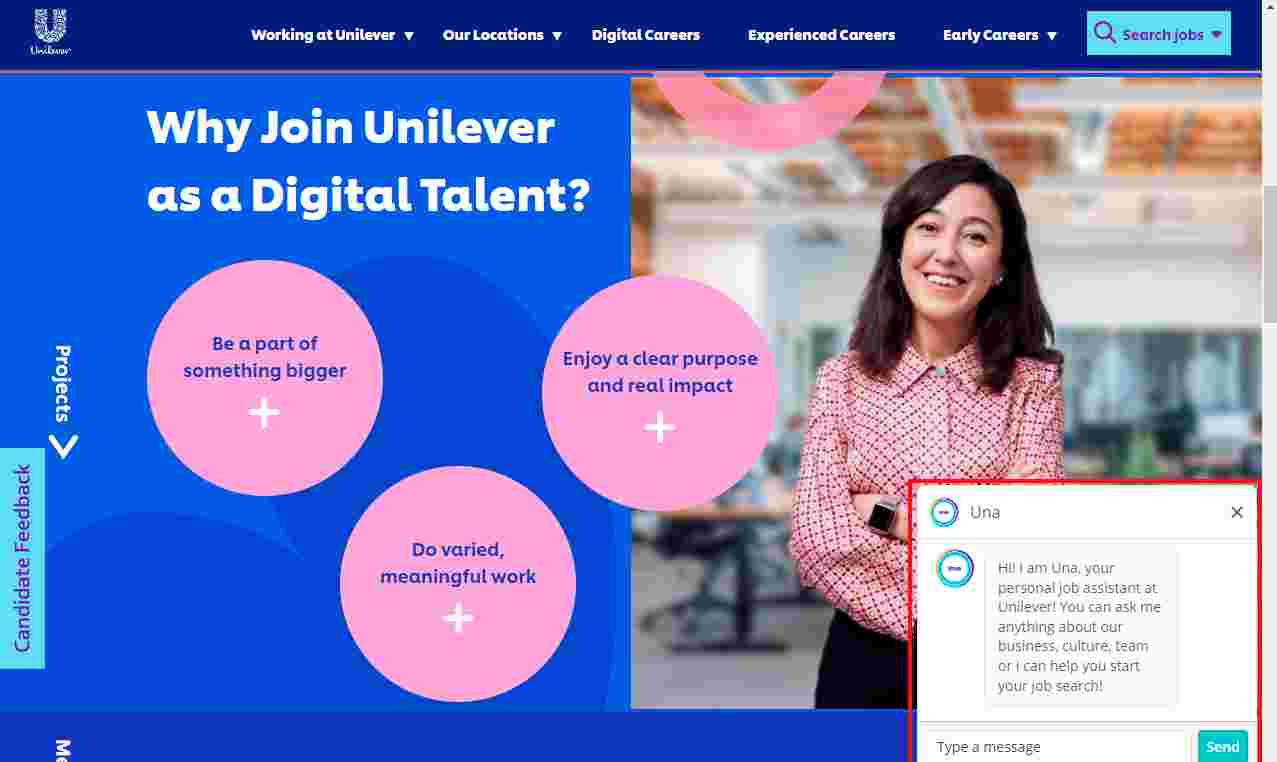 Unilever
Working at Unilever
Our Locations
Digital Careers
Experienced Careers
Early Careers
Search jobs
Why Join Unilever
as a Digital Talent?
Be a part of
something bigger
Enjoy a clear purpose
and real impact
Do varied,
meaningful work
Projects
Candidate Feedback
Me
Una
Una
Una
Hi! I am Una, your
personal job assistant at
Unilever! You can ask me
anything about our
business, culture, team
or i can help you start
your job search!
Type a message
Send